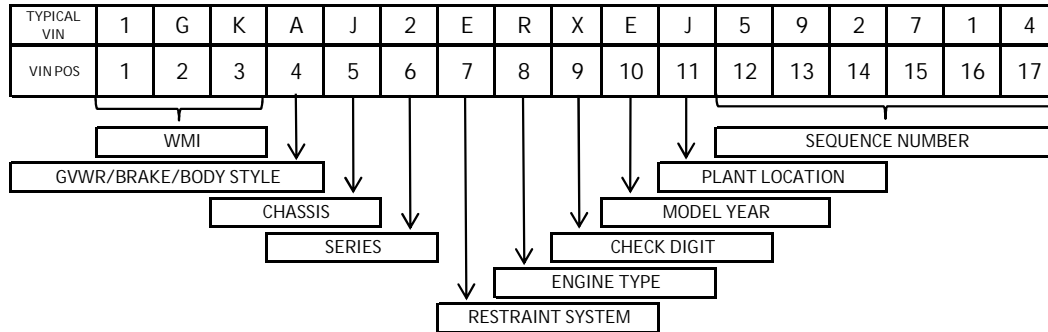 TYPICAL VIN 1 G K A J 2 E R X E J 5 9 2 7 1 4
VIN POS 1 2 3 4 5 6 7 8 9 10 11 12 13 14 15 16 17
WMI SEQUENCE NUMBER
GVWR/BRAKE/BODY STYLE PLANT LOCATION
CHASSIS MODEL YEAR
SERIES CHECK DIGIT
ENGINE TYPE
RESTRAINT SYSTEM